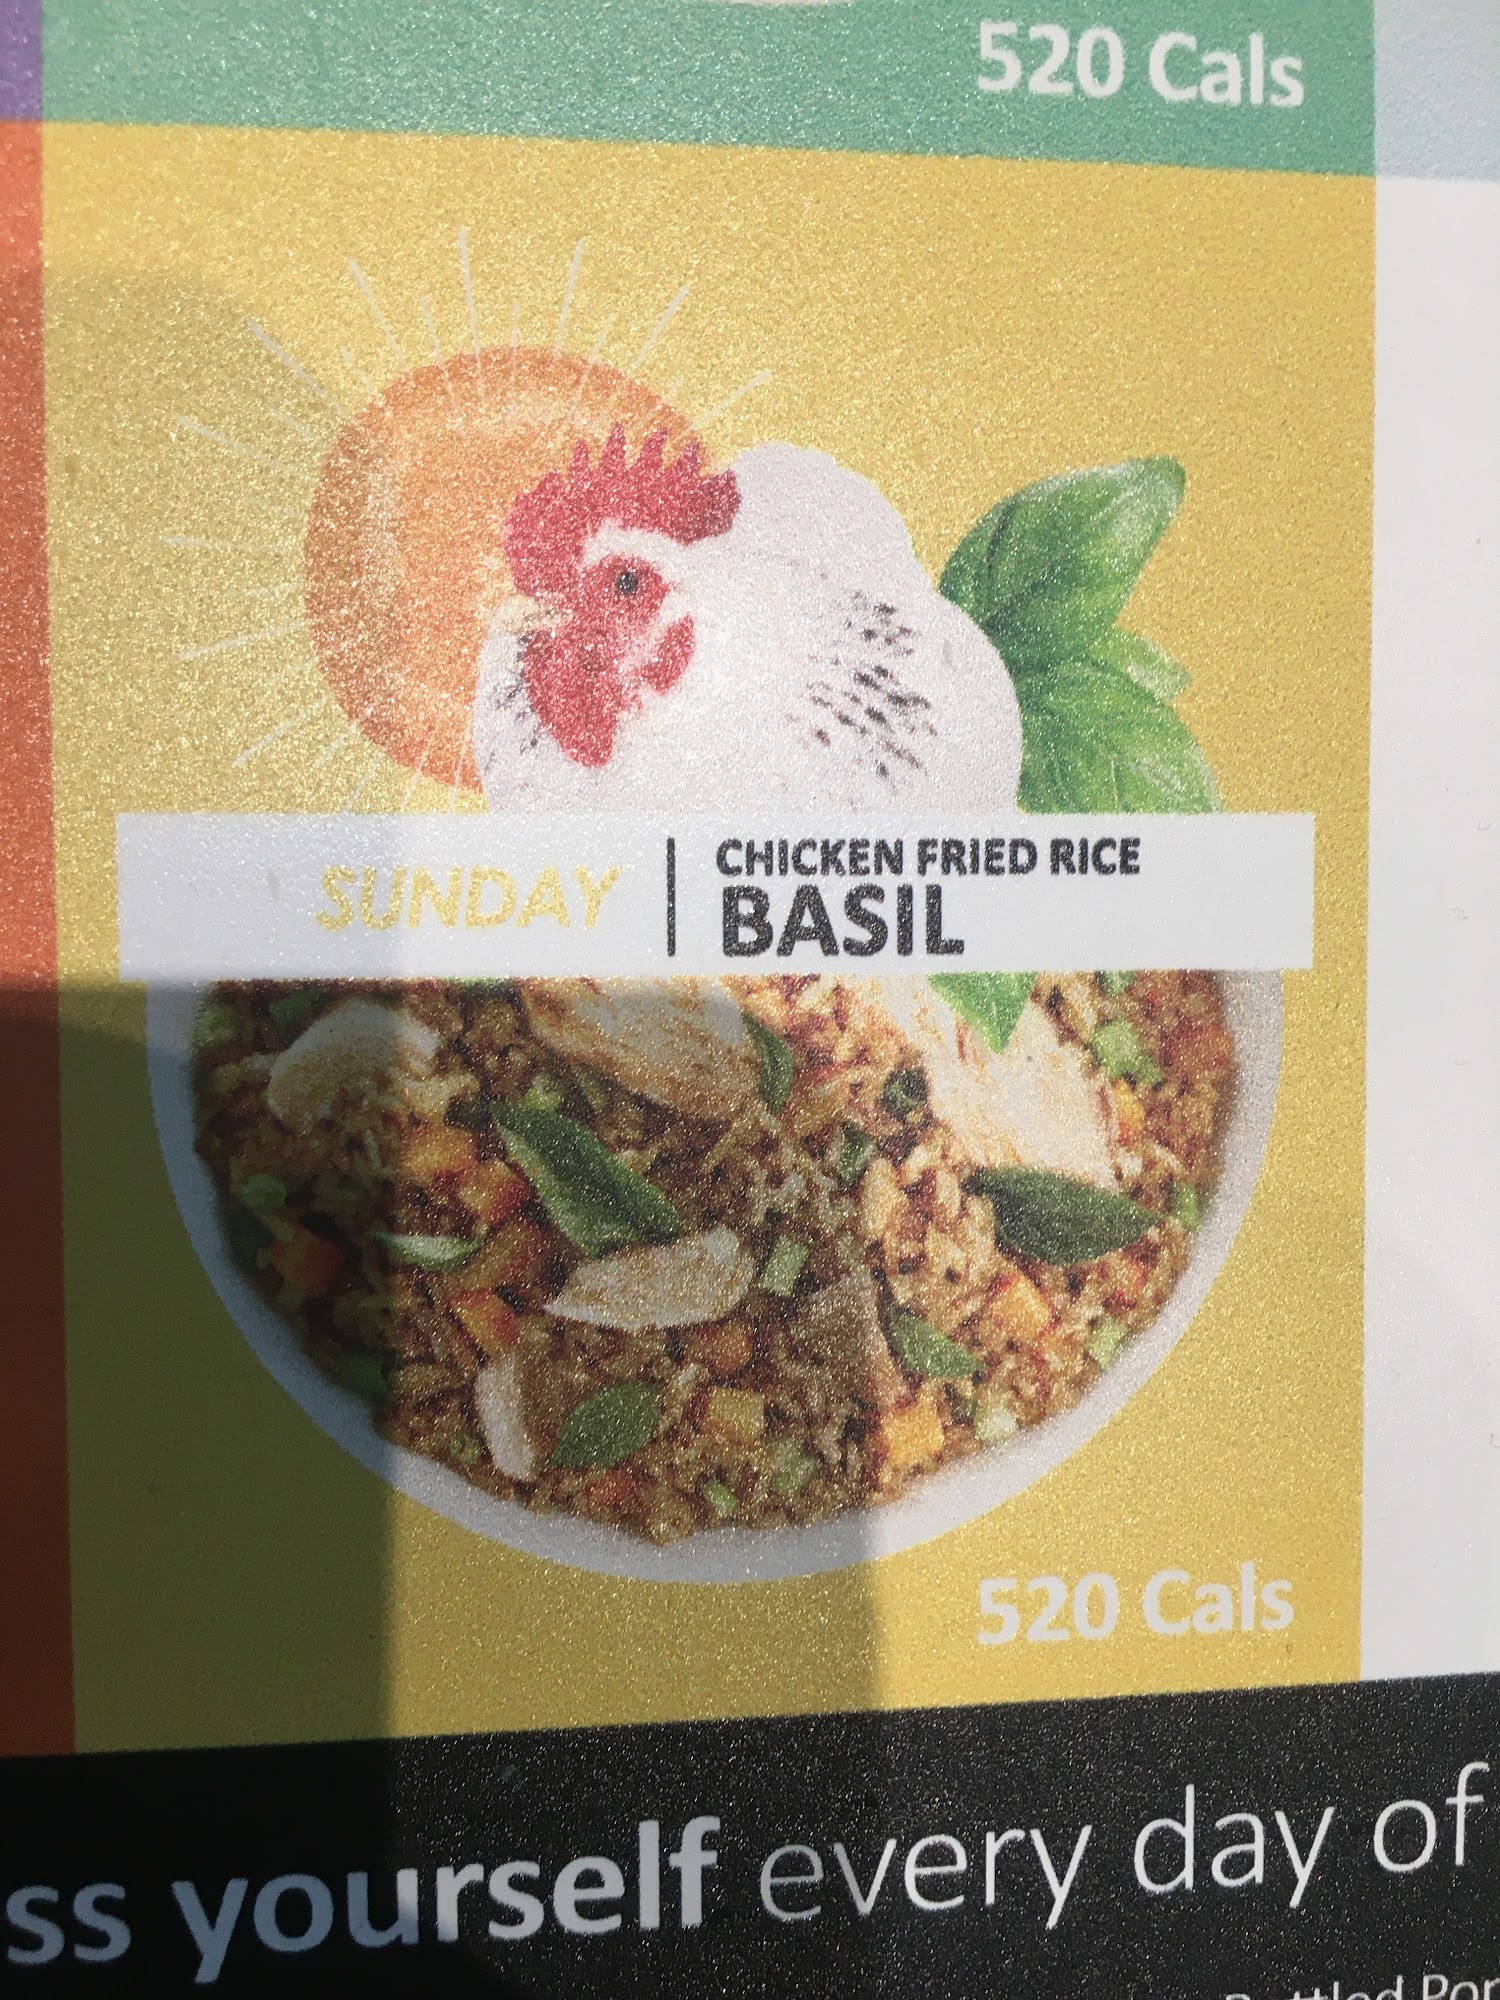 520 Cals
SUNDAY
CHICKEN FRIED RICE
BASIL
520 Cals
ss yourself every day of